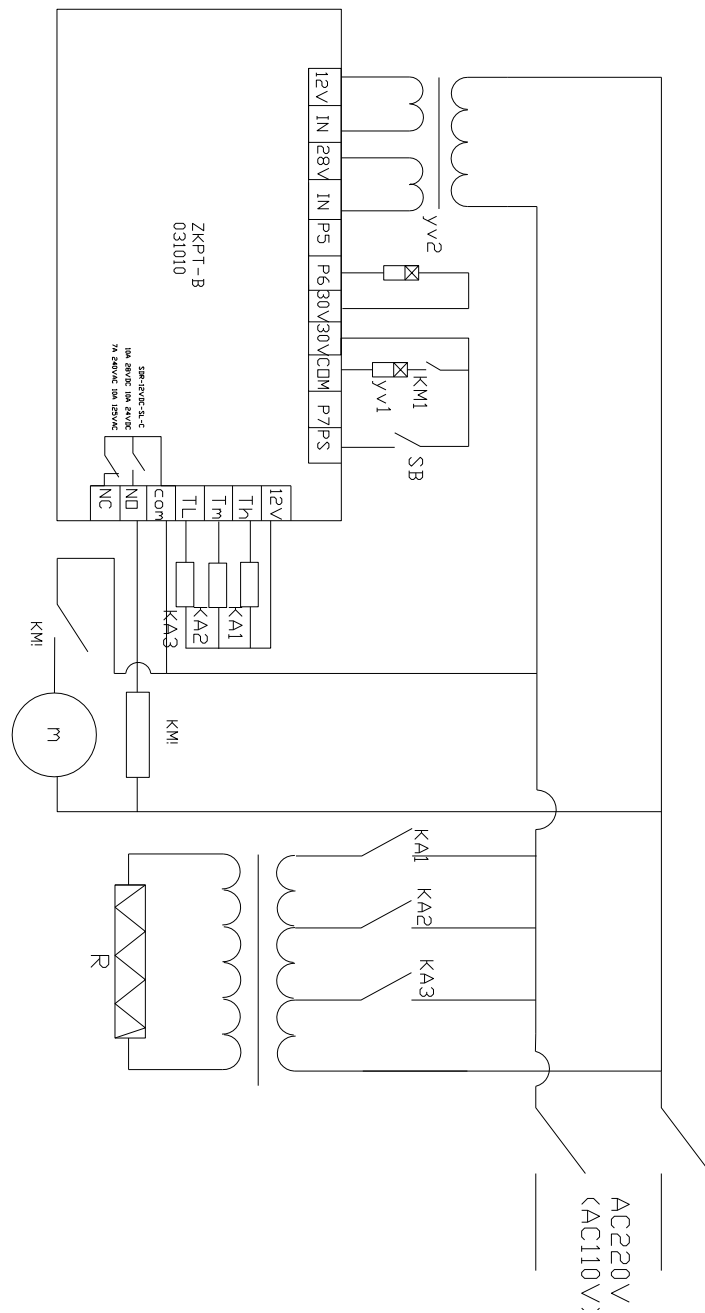 12V
IN
28V
IN
P5
P6
30V
30V
COM
P7
PS
yv2
ZKPT-B
031010
KM1
yv1
SB
SDR-12VDC-SL-C
10A 28VDC 10A 24VDC
7A 240VAC 10A 125VAC
NC
NO
com
TL
Tm
Th
12V
KA3
KA2
KA1
KM!
m
KM!
KA1
KA2
KA3
R
AC220V
(AC110V)